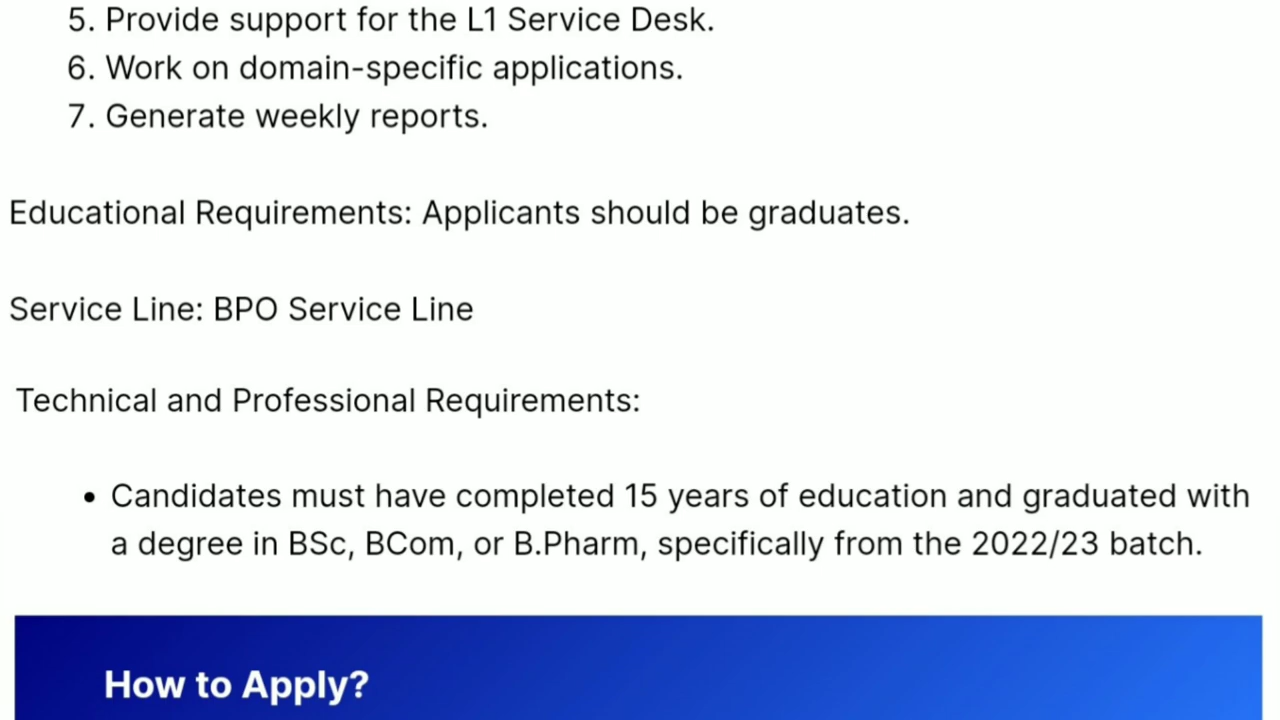 5. Provide support for the L1 Service Desk.
6. Work on domain-specific applications.
7. Generate weekly reports.
Educational Requirements: Applicants should be graduates.
Service Line: BPO Service Line
Technical and Professional Requirements:
• Candidates must have completed 15 years of education and graduated with
a degree in BSc, BCom, or B.Pharm, specifically from the 2022/23 batch.
How to Apply?